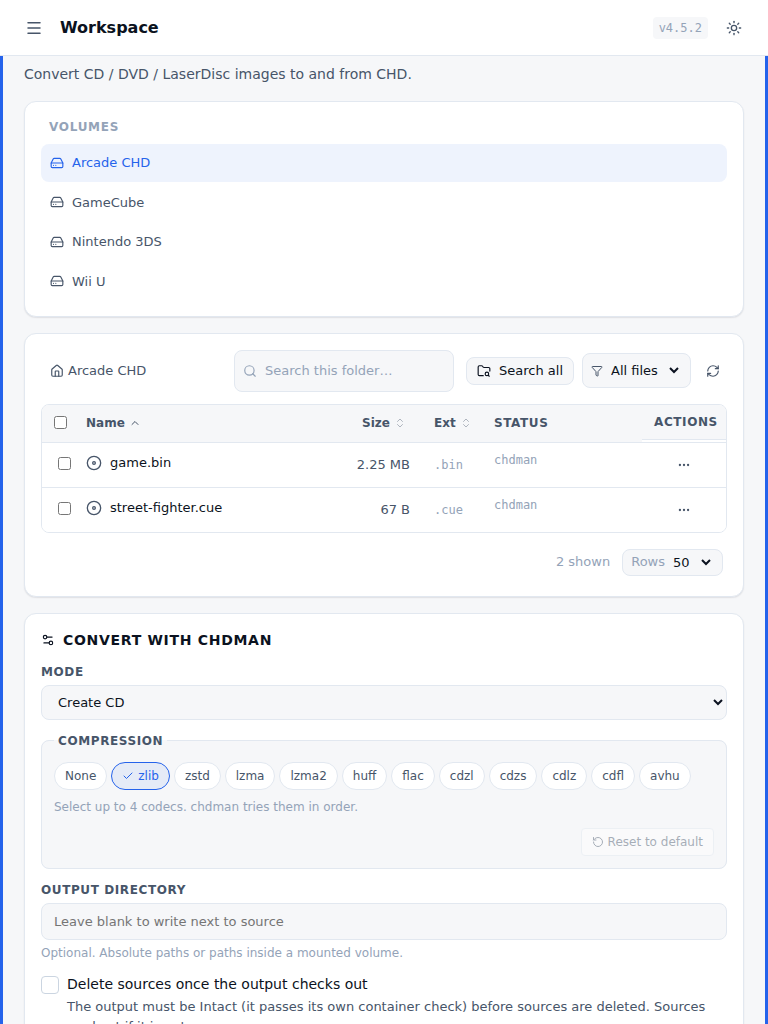 Workspace
v4.5.2
Convert CD / DVD / LaserDisc images to and from CHD.
VOLUMES
Arcade CHD
GameCube
Nintendo 3DS
Wii U
Arcade CHD
Search this folder…
Search all
All files
Name
Size
Ext
STATUS
ACTIONS
game.bin
2.25 MB
.bin
chdman
street-fighter.cue
67 B
.cue
chdman
2 shown
Rows 50
CONVERT WITH CHDMAN
MODE
Create CD
COMPRESSION
None
zlib
zstd
lzma
lzma2
huff
flac
cdzl
cdzs
cdlz
cdfl
avhu
Select up to 4 codecs. chdman tries them in order.
Reset to default
OUTPUT DIRECTORY
Leave blank to write next to source
Optional. Absolute paths or paths inside a mounted volume.
Delete sources once the output checks out
The output must be Intact (it passes its own container check) before sources are deleted. Sources